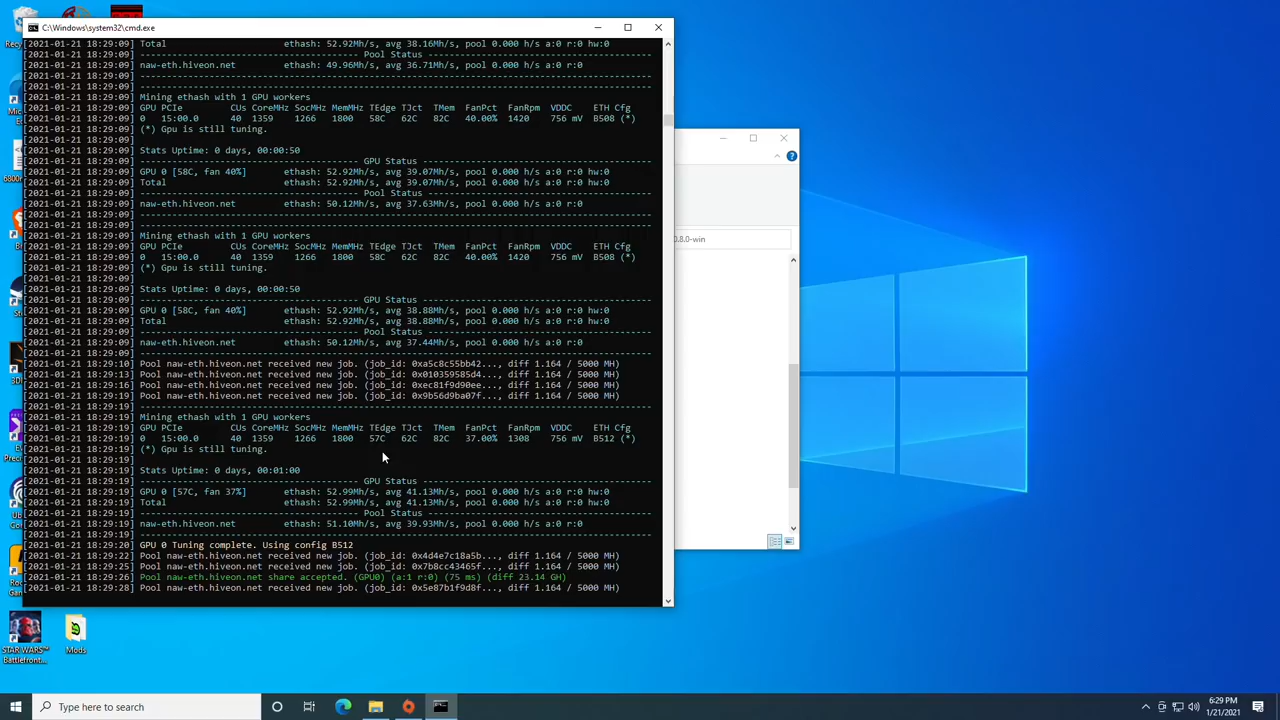 C:\Windows\system32\cmd.exe
[2021-01-21 18:29:09] Total ethash: 52.92Mh/s, avg 38.16Mh/s, pool 0.000 h/s a:0 r:0 hw:0
[2021-01-21 18:29:09] ----------------------------------------- Pool Status -------------------------------------------
[2021-01-21 18:29:09] naw-eth.hiveon.net ethash: 49.96Mh/s, avg 36.71Mh/s, pool 0.000 h/s a:0 r:0
[2021-01-21 18:29:09] ------------------------------------------------------------------------------------------------
[2021-01-21 18:29:09] ------------------------------------------------------------------------------------------------
[2021-01-21 18:29:09] Mining ethash with 1 GPU workers
[2021-01-21 18:29:09] GPU PCIe CUs CoreMHz SocMHz MemMHz TEdge TJct TMem FanPct FanRpm VDDC ETH Cfg
[2021-01-21 18:29:09] 0 15:00.0 40 1359 1266 1800 58C 62C 82C 40.00% 1420 756 mV B508 (*)
[2021-01-21 18:29:09] (*) Gpu is still tuning.
[2021-01-21 18:29:09]
[2021-01-21 18:29:09] Stats Uptime: 0 days, 00:00:50
[2021-01-21 18:29:09] ----------------------------------------- GPU Status -------------------------------------------
[2021-01-21 18:29:09] GPU 0 [58C, fan 40%] ethash: 52.92Mh/s, avg 39.07Mh/s, pool 0.000 h/s a:0 r:0 hw:0
[2021-01-21 18:29:09] Total ethash: 52.92Mh/s, avg 39.07Mh/s, pool 0.000 h/s a:0 r:0 hw:0
[2021-01-21 18:29:09] ----------------------------------------- Pool Status -------------------------------------------
[2021-01-21 18:29:09] naw-eth.hiveon.net ethash: 50.12Mh/s, avg 37.63Mh/s, pool 0.000 h/s a:0 r:0
[2021-01-21 18:29:09] ------------------------------------------------------------------------------------------------
[2021-01-21 18:29:09] ------------------------------------------------------------------------------------------------
[2021-01-21 18:29:09] Mining ethash with 1 GPU workers
[2021-01-21 18:29:09] GPU PCIe CUs CoreMHz SocMHz MemMHz TEdge TJct TMem FanPct FanRpm VDDC ETH Cfg
[2021-01-21 18:29:09] 0 15:00.0 40 1359 1266 1800 58C 62C 82C 40.00% 1420 756 mV B508 (*)
[2021-01-21 18:29:09] (*) Gpu is still tuning.
[2021-01-21 18:29:09]
[2021-01-21 18:29:09] Stats Uptime: 0 days, 00:00:50
[2021-01-21 18:29:09] ----------------------------------------- GPU Status -------------------------------------------
[2021-01-21 18:29:09] GPU 0 [58C, fan 40%] ethash: 52.92Mh/s, avg 38.88Mh/s, pool 0.000 h/s a:0 r:0 hw:0
[2021-01-21 18:29:09] Total ethash: 52.92Mh/s, avg 38.88Mh/s, pool 0.000 h/s a:0 r:0 hw:0
[2021-01-21 18:29:09] ----------------------------------------- Pool Status -------------------------------------------
[2021-01-21 18:29:09] naw-eth.hiveon.net ethash: 50.12Mh/s, avg 37.44Mh/s, pool 0.000 h/s a:0 r:0
[2021-01-21 18:29:09] ------------------------------------------------------------------------------------------------
[2021-01-21 18:29:10] Pool naw-eth.hiveon.net received new job. (job_id: 0xa5c8c55bb42..., diff 1.164 / 5000 MH)
[2021-01-21 18:29:13] Pool naw-eth.hiveon.net received new job. (job_id: 0x010359585d4..., diff 1.164 / 5000 MH)
[2021-01-21 18:29:16] Pool naw-eth.hiveon.net received new job. (job_id: 0xec81f9d90ee..., diff 1.164 / 5000 MH)
[2021-01-21 18:29:19] Pool naw-eth.hiveon.net received new job. (job_id: 0x9b56d9ba07f..., diff 1.164 / 5000 MH)
[2021-01-21 18:29:19] ------------------------------------------------------------------------------------------------
[2021-01-21 18:29:19] Mining ethash with 1 GPU workers
[2021-01-21 18:29:19] GPU PCIe CUs CoreMHz SocMHz MemMHz TEdge TJct TMem FanPct FanRpm VDDC ETH Cfg
[2021-01-21 18:29:19] 0 15:00.0 40 1359 1266 1800 57C 62C 82C 37.00% 1308 756 mV B512 (*)
[2021-01-21 18:29:19] (*) Gpu is still tuning.
[2021-01-21 18:29:19]
[2021-01-21 18:29:19] Stats Uptime: 0 days, 00:01:00
[2021-01-21 18:29:19] ----------------------------------------- GPU Status -------------------------------------------
[2021-01-21 18:29:19] GPU 0 [57C, fan 37%] ethash: 52.99Mh/s, avg 41.13Mh/s, pool 0.000 h/s a:0 r:0 hw:0
[2021-01-21 18:29:19] Total ethash: 52.99Mh/s, avg 41.13Mh/s, pool 0.000 h/s a:0 r:0 hw:0
[2021-01-21 18:29:19] ----------------------------------------- Pool Status -------------------------------------------
[2021-01-21 18:29:19] naw-eth.hiveon.net ethash: 51.10Mh/s, avg 39.93Mh/s, pool 0.000 h/s a:0 r:0
[2021-01-21 18:29:19] ------------------------------------------------------------------------------------------------
[2021-01-21 18:29:20] GPU 0 Tuning complete. Using config B512
[2021-01-21 18:29:22] Pool naw-eth.hiveon.net received new job. (job_id: 0x4d4e7c18a5b..., diff 1.164 / 5000 MH)
[2021-01-21 18:29:25] Pool naw-eth.hiveon.net received new job. (job_id: 0x7b8cc43465f..., diff 1.164 / 5000 MH)
[2021-01-21 18:29:26] Pool naw-eth.hiveon.net share accepted. (GPU0) (a:1 r:0) (75 ms) (diff 23.14 GH)
[2021-01-21 18:29:28] Pool naw-eth.hiveon.net received new job. (job_id: 0x5e87b1f9d8f..., diff 1.164 / 5000 MH)
0.8.0-win
STAR WARS™
Battlefront...
Mods
Type here to search
6:29 PM
1/21/2021